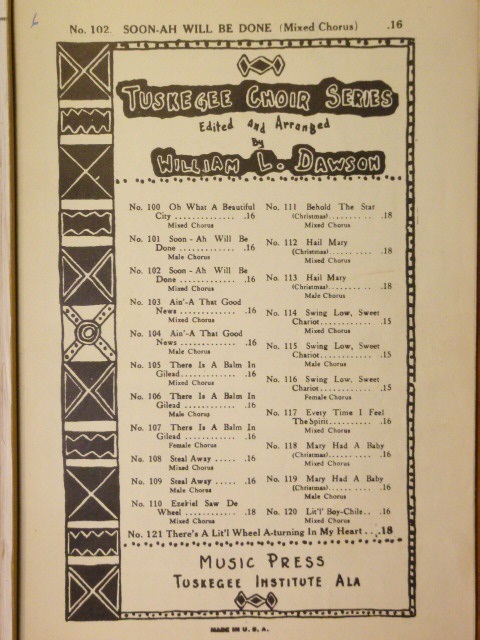 No. 102. SOON-AH WILL BE DONE (Mixed Chorus) .16
TUSKEGEE CHOIR SERIES
Edited and Arranged
By
WILLIAM L. DAWSON
No. 100 Oh What A Beautiful
City ............. .16
Mixed Chorus
No. 101 Soon - Ah Will Be
Done ............. .16
Male Chorus
No. 102 Soon - Ah Will Be
Done ............. .16
Mixed Chorus
No. 103 Ain'-A That Good
News ............. .16
Mixed Chorus
No. 104 Ain'-A That Good
News ............. .16
Male Chorus
No. 105 There Is A Balm In
Gilead ............ .16
Mixed Chorus
No. 106 There Is A Balm In
Gilead ............ .16
Male Chorus
No. 107 There Is A Balm In
Gilead ............ .16
Female Chorus
No. 108 Steal Away ..... .16
Mixed Chorus
No. 109 Steal Away ..... .16
Male Chorus
No. 110 Ezekiel Saw De
Wheel ............ .18
Mixed Chorus
No. 111 Behold The Star
(Christmas)......... .18
Mixed Chorus
No. 112 Hail Mary
(Christmas)......... .18
Mixed Chorus
No. 113 Hail Mary
(Christmas)......... .18
Male Chorus
No. 114 Swing Low, Sweet
Chariot............ .15
Mixed Chorus
No. 115 Swing Low, Sweet
Chariot............ .15
Male Chorus
No. 116 Swing Low, Sweet
Chariot............ .15
Female Chorus
No. 117 Every Time I Feel
The Spirit.......... .16
Mixed Chorus
No. 118 Mary Had A Baby
(Christmas)......... .16
Mixed Chorus
No. 119 Mary Had A Baby
(Christmas)......... .16
Male Chorus
No. 120 Lit'l' Boy-Chile.. .16
Mixed Chorus
No. 121 There's A Lit'l Wheel A-turning In My Heart ... .18
MUSIC PRESS
TUSKEGEE INSTITUTE ALA
MADE IN U. S. A.